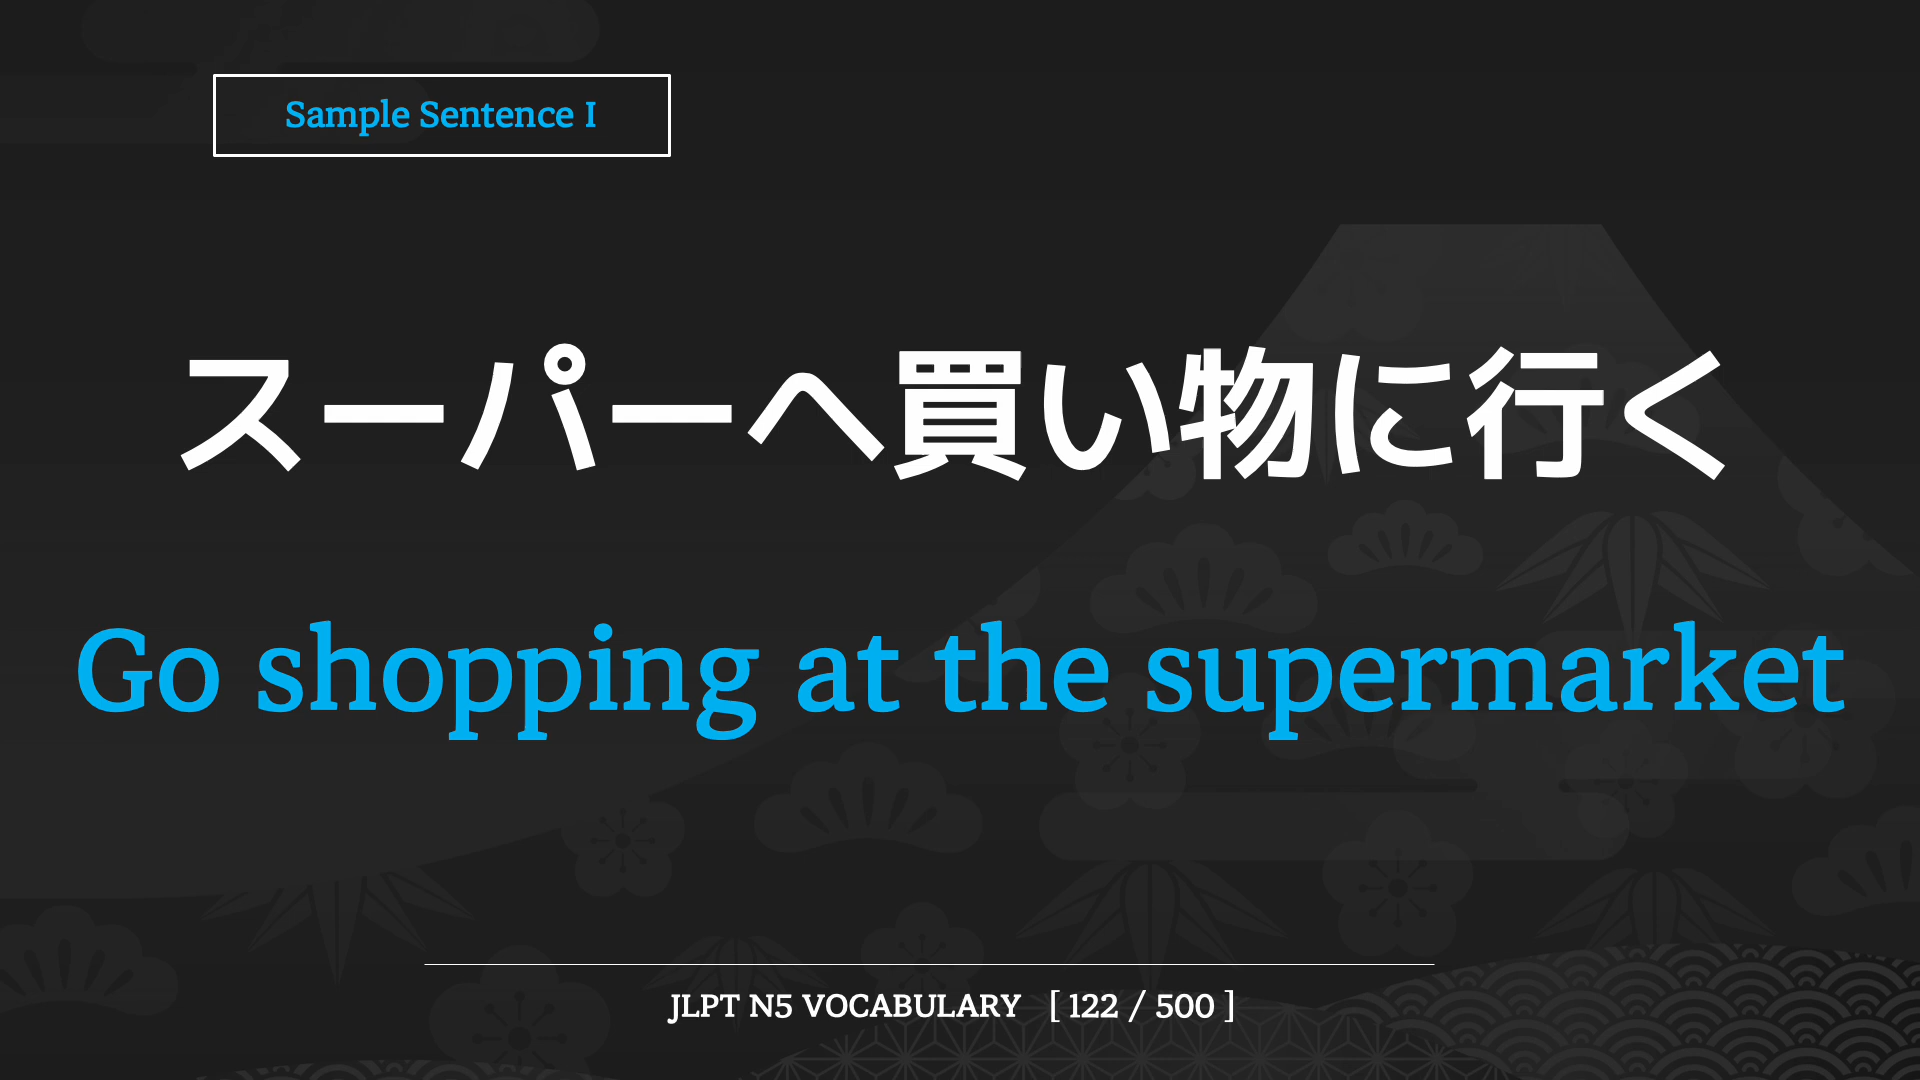 Sample Sentence I
スーパーへ買い物に行く
Go shopping at the supermarket
JLPT N5 VOCABULARY [ 122 / 500 ]